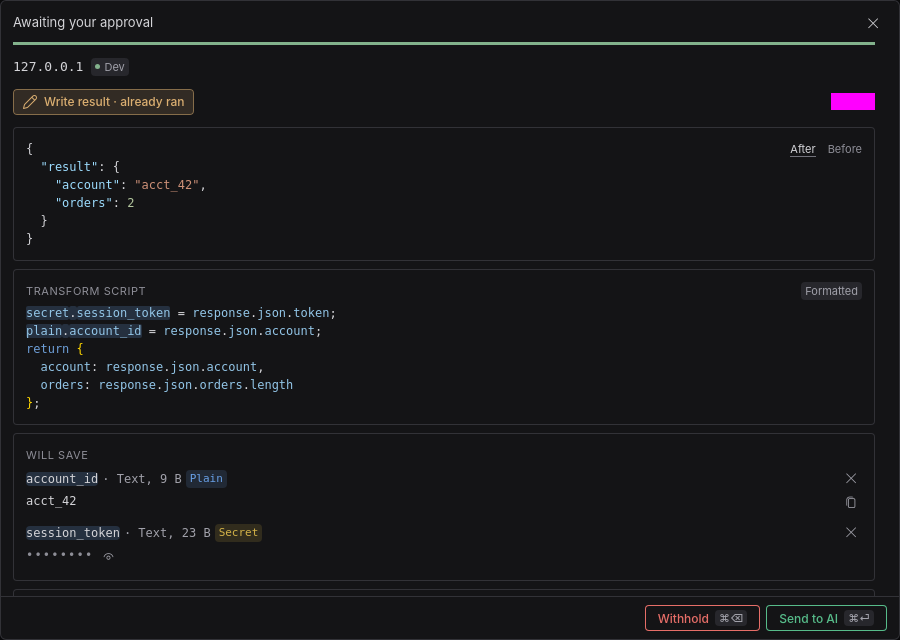 Awaiting your approval
127.0.0.1 Dev
Write result · already ran
After Before
{
  "result": {
    "account": "acct_42",
    "orders": 2
  }
}
TRANSFORM SCRIPT
Formatted
secret.session_token = response.json.token;
plain.account_id = response.json.account;
return {
  account: response.json.account,
  orders: response.json.orders.length
};
WILL SAVE
account_id · Text, 9 B Plain
acct_42
session_token · Text, 23 B Secret
••••••••
Withhold ⌘⌫ Send to AI ⌘⏎